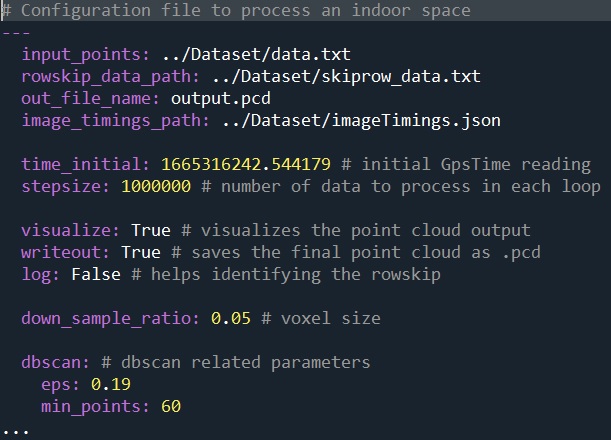 # Configuration file to process an indoor space
---
input_points: ../Dataset/data.txt
rowskip_data_path: ../Dataset/skiprow_data.txt
out_file_name: output.pcd
image_timings_path: ../Dataset/imageTimings.json
time_initial: 1665316242.544179 # initial GpsTime reading
stepsize: 1000000 # number of data to process in each loop
visualize: True # visualizes the point cloud output
writeout: True # saves the final point cloud as .pcd
log: False # helps identifying the rowskip
down_sample_ratio: 0.05 # voxel size
dbscan: # dbscan related parameters
eps: 0.19
min_points: 60
...